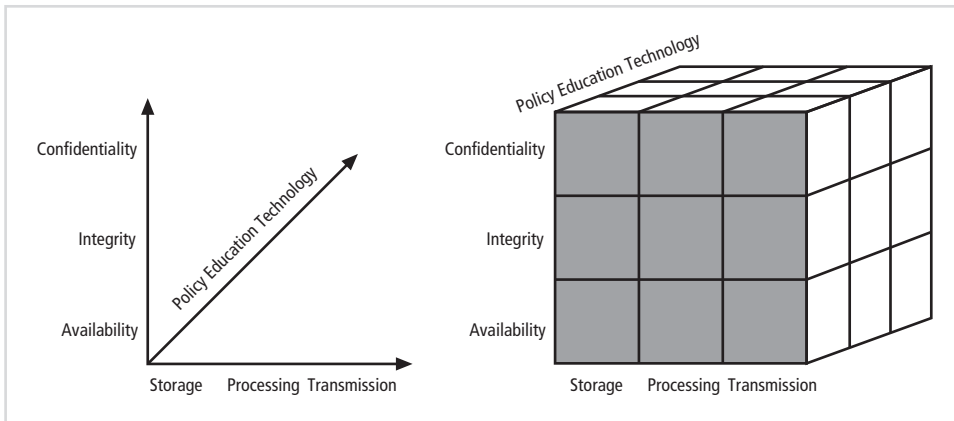 Policy Education Technology
Confidentiality
Integrity
Availability
Storage Processing Transmission
Policy Education Technology
Confidentiality
Integrity
Availability
Storage Processing Transmission